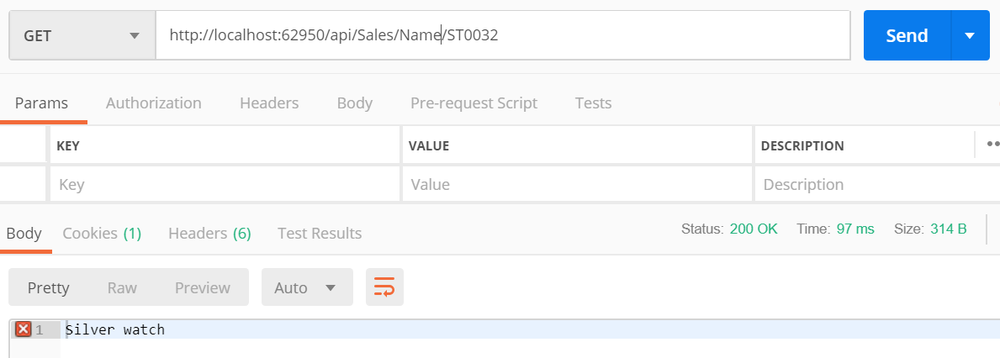 GET http://localhost:62950/api/Sales/Name/ST0032 Send
Params Authorization Headers Body Pre-request Script Tests
KEY VALUE DESCRIPTION
Key Value Description
Body Cookies (1) Headers (6) Test Results Status: 200 OK Time: 97 ms Size: 314 B
Pretty Raw Preview Auto
1 Silver watch